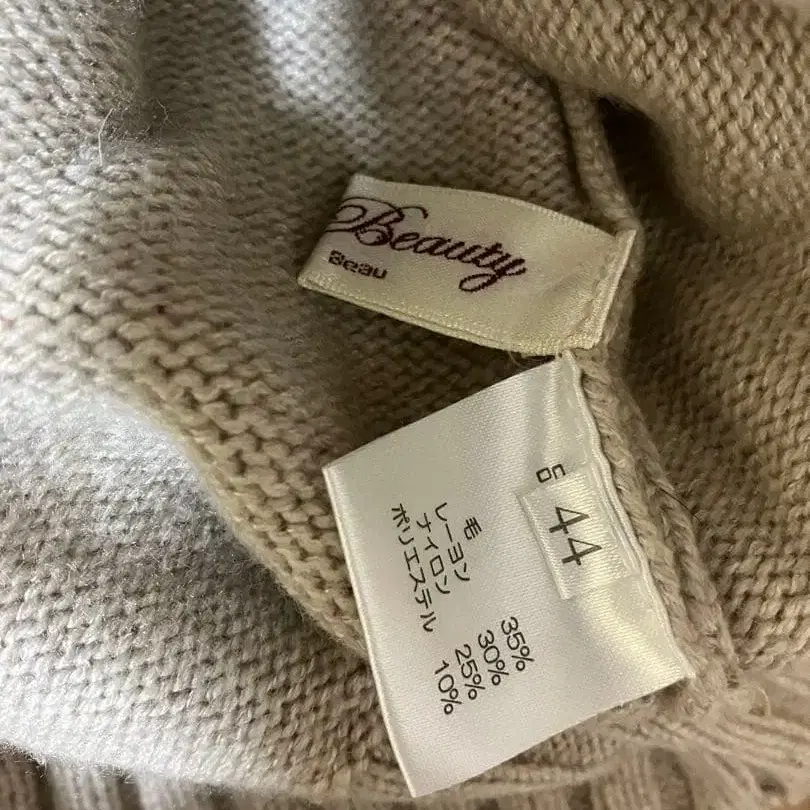 Beauty
Beau
44
毛 35%
レーヨン 30%
ナイロン 25%
ポリエステル 10%